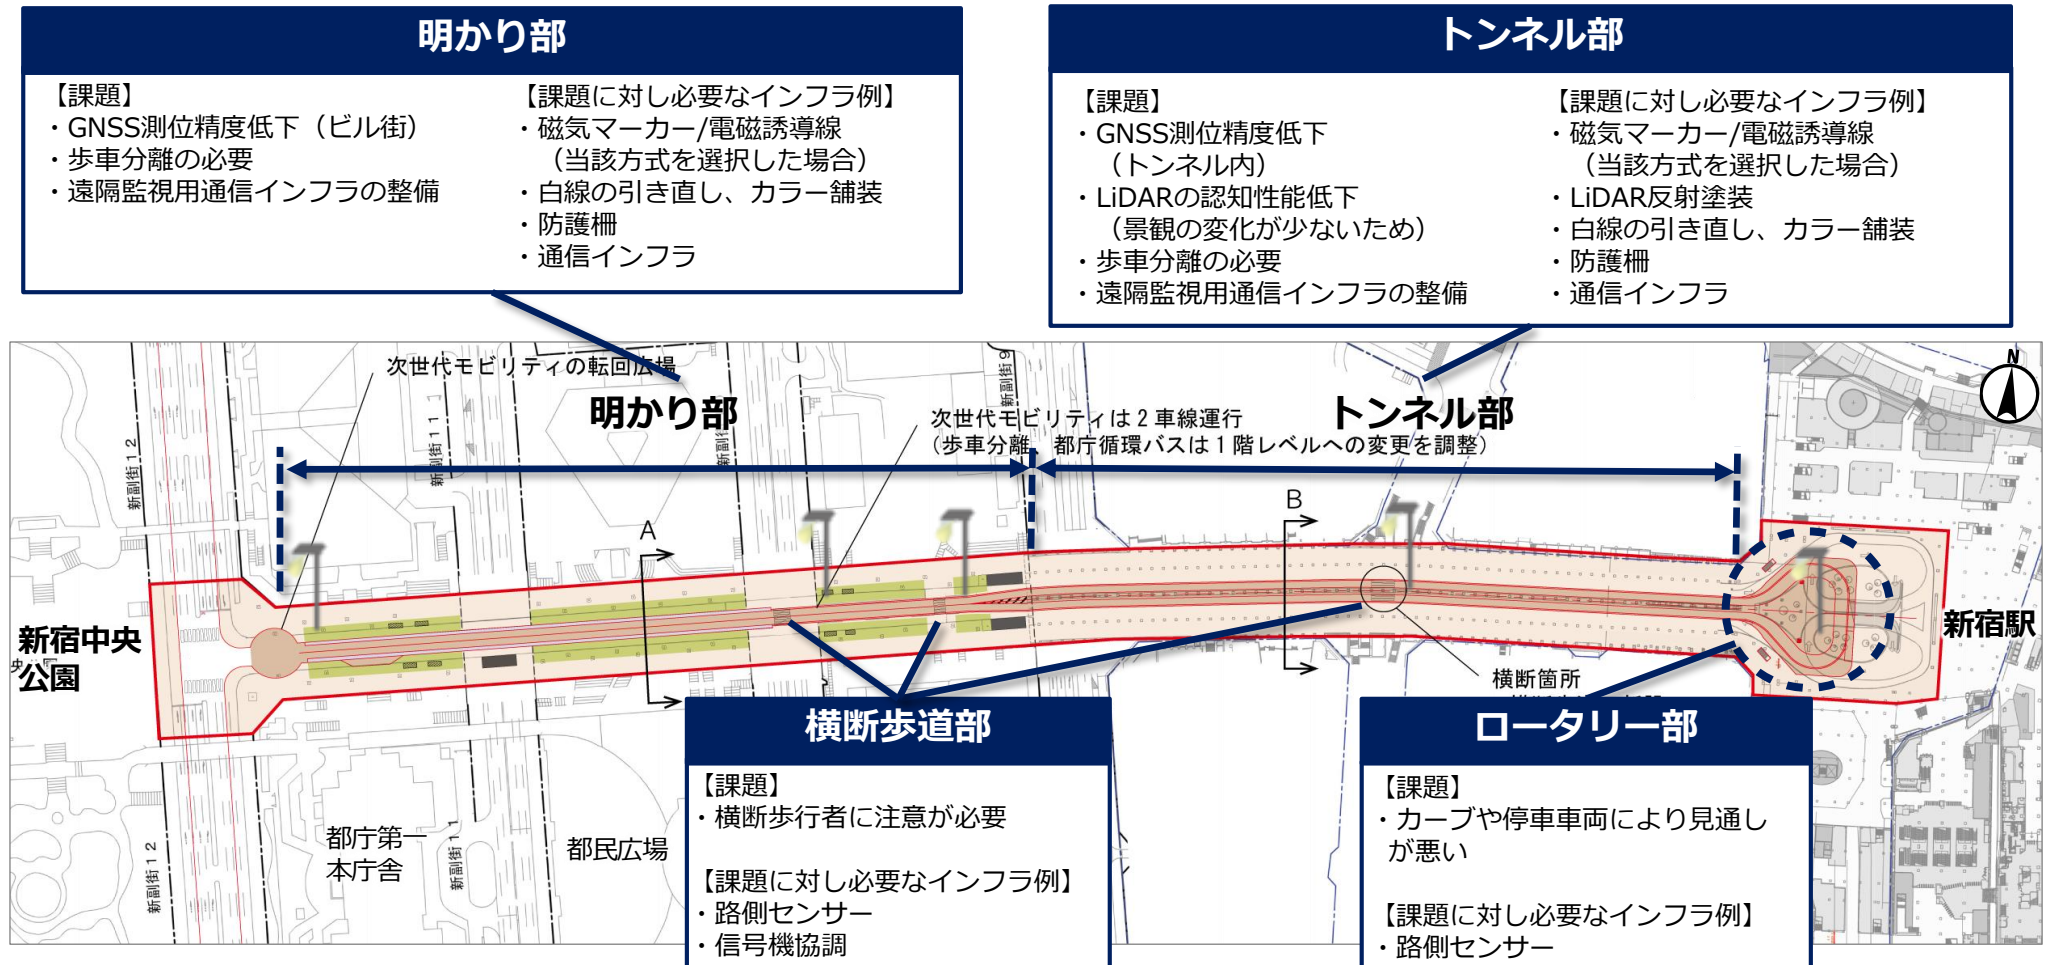 明かり部
【課題】
・GNSS測位精度低下（ビル街）
・歩車分離の必要
・遠隔監視用通信インフラの整備
【課題に対し必要なインフラ例】
・磁気マーカー/電磁誘導線
（当該方式を選択した場合）
・白線の引き直し、カラー舗装
・防護柵
・通信インフラ
トンネル部
【課題】
・GNSS測位精度低下
（トンネル内）
・LiDARの認知性能低下
（景観の変化が少ないため）
・歩車分離の必要
・遠隔監視用通信インフラの整備
【課題に対し必要なインフラ例】
・磁気マーカー/電磁誘導線
（当該方式を選択した場合）
・LiDAR反射塗装
・白線の引き直し、カラー舗装
・防護柵
・通信インフラ
次世代モビリティの転回広場
明かり部
次世代モビリティは2車線運行
(歩車分離、都庁循環バスは1階レベルへの変更を調整)
トンネル部
N
新副街12
新副街11
新副街9
A
B
新宿中央
公園
新宿駅
横断箇所
都庁第一
本庁舎
都民広場
新副街12
新副街11
横断歩道部
【課題】
・横断歩行者に注意が必要
【課題に対し必要なインフラ例】
・路側センサー
・信号機協調
ロータリー部
【課題】
・カーブや停車車両により見通し
が悪い
【課題に対し必要なインフラ例】
・路側センサー